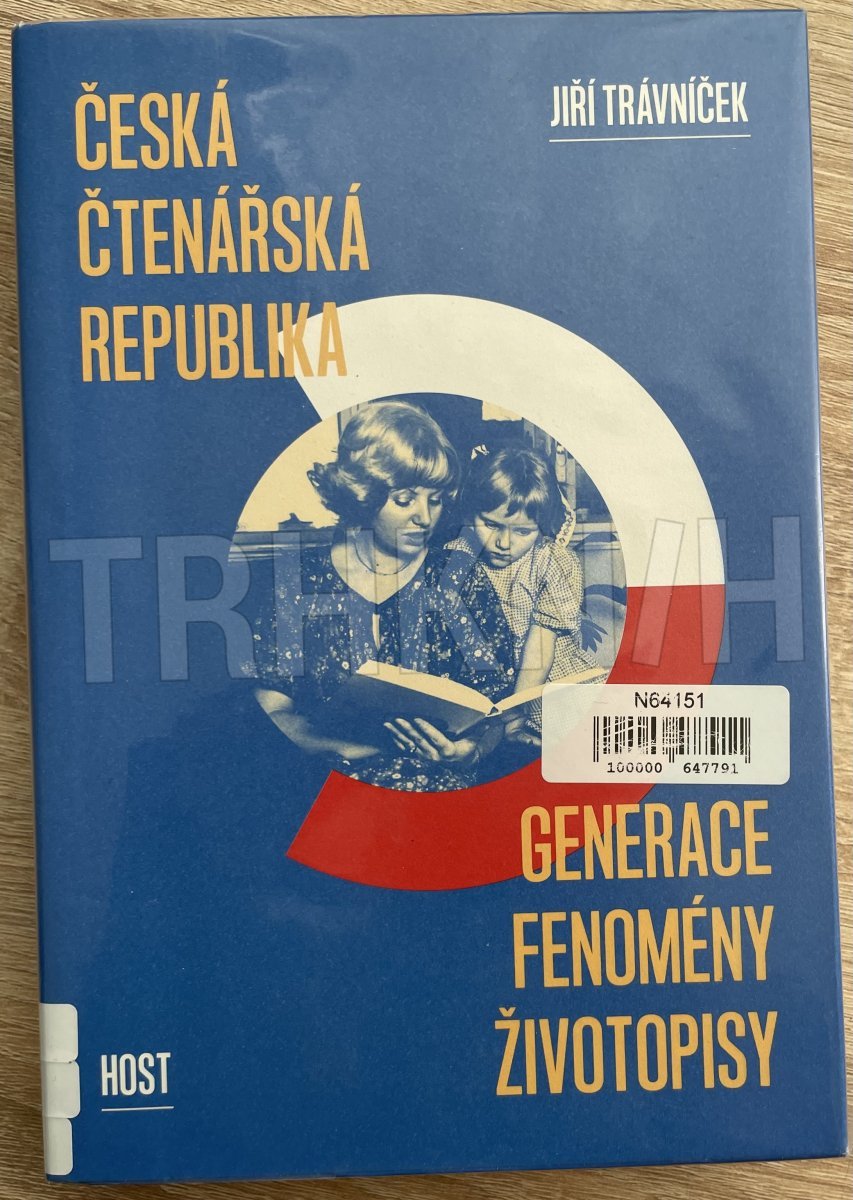 ČESKÁ
ČTENÁŘSKÁ
REPUBLIKA
JIŘÍ TRÁVNÍČEK
N64151
100000 647791
GENERACE
FENOMÉNY
ŽIVOTOPISY
HOST